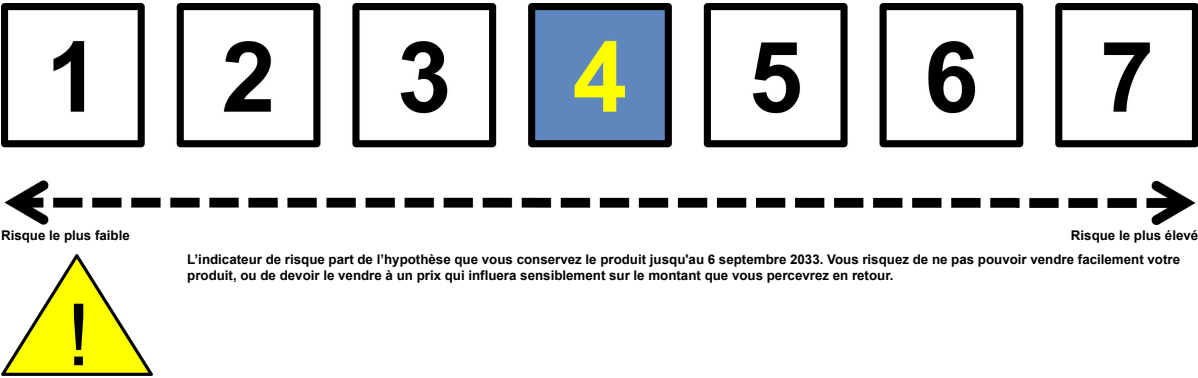 1 2 3 4 5 6 7
Risque le plus faible Risque le plus élevé
L'indicateur de risque part de l'hypothèse que vous conservez le produit jusqu'au 6 septembre 2033. Vous risquez de ne pas pouvoir vendre facilement votre
produit, ou de devoir le vendre à un prix qui influera sensiblement sur le montant que vous percevrez en retour.
!